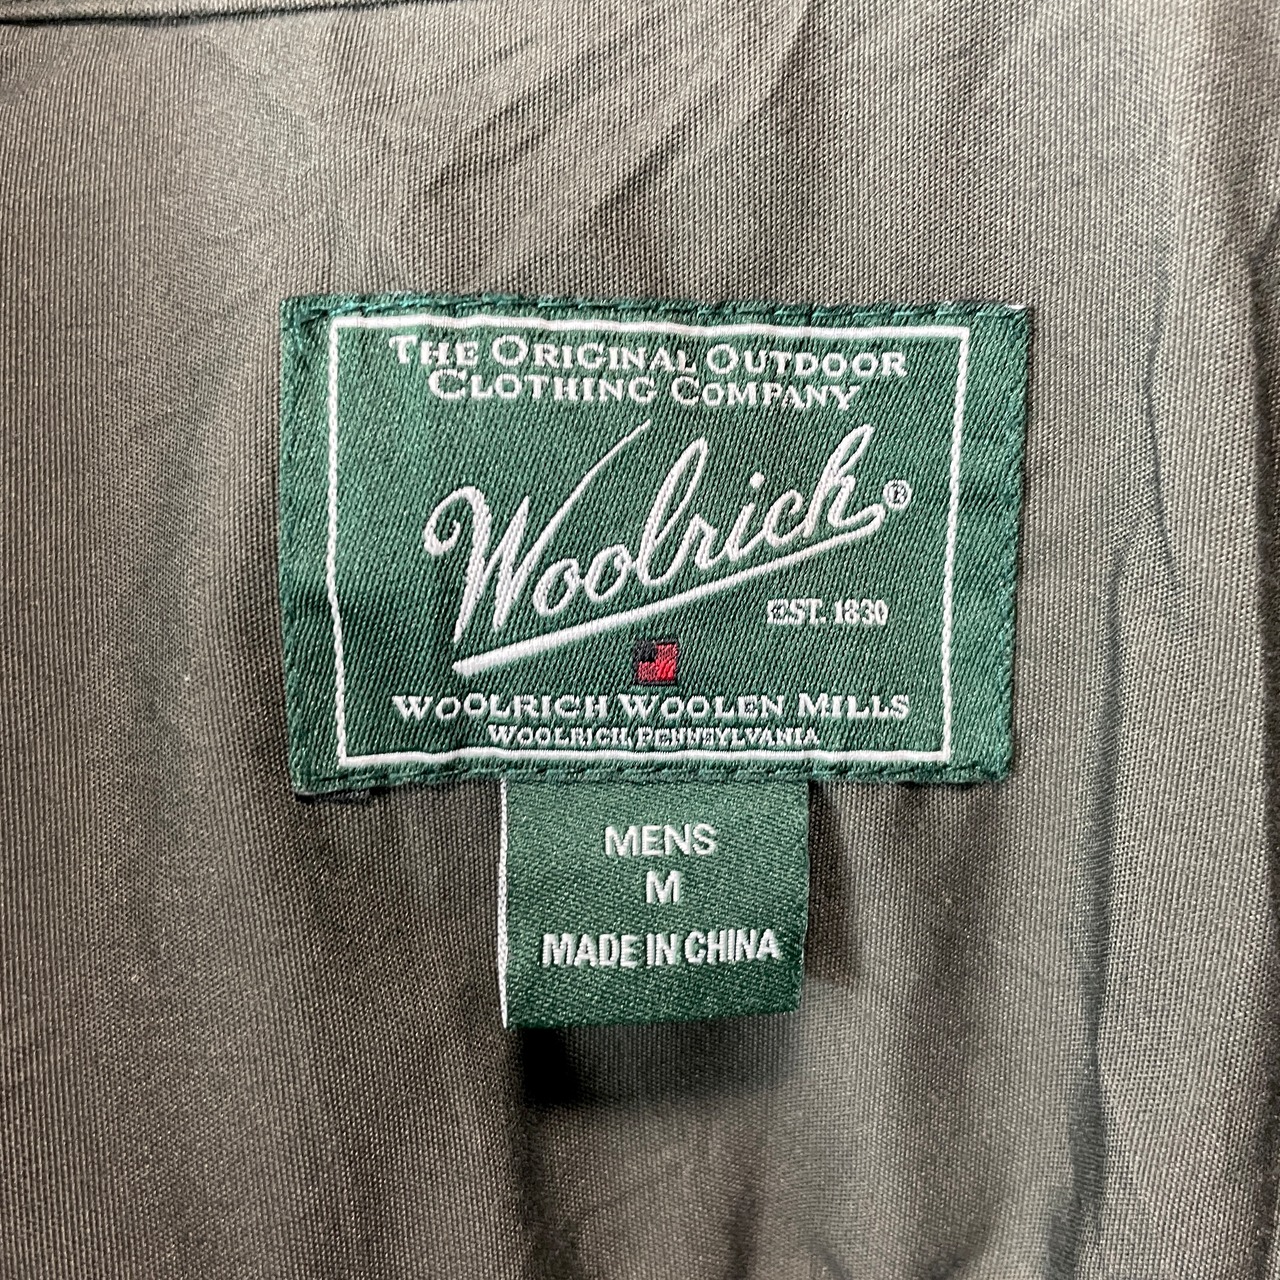 THE ORIGINAL OUTDOOR
CLOTHING COMPANY
Woolrich®
EST. 1830
WOOLRICH WOOLEN MILLS
WOOLRICH, PENNSYLVANIA
MENS
M
MADE IN CHINA